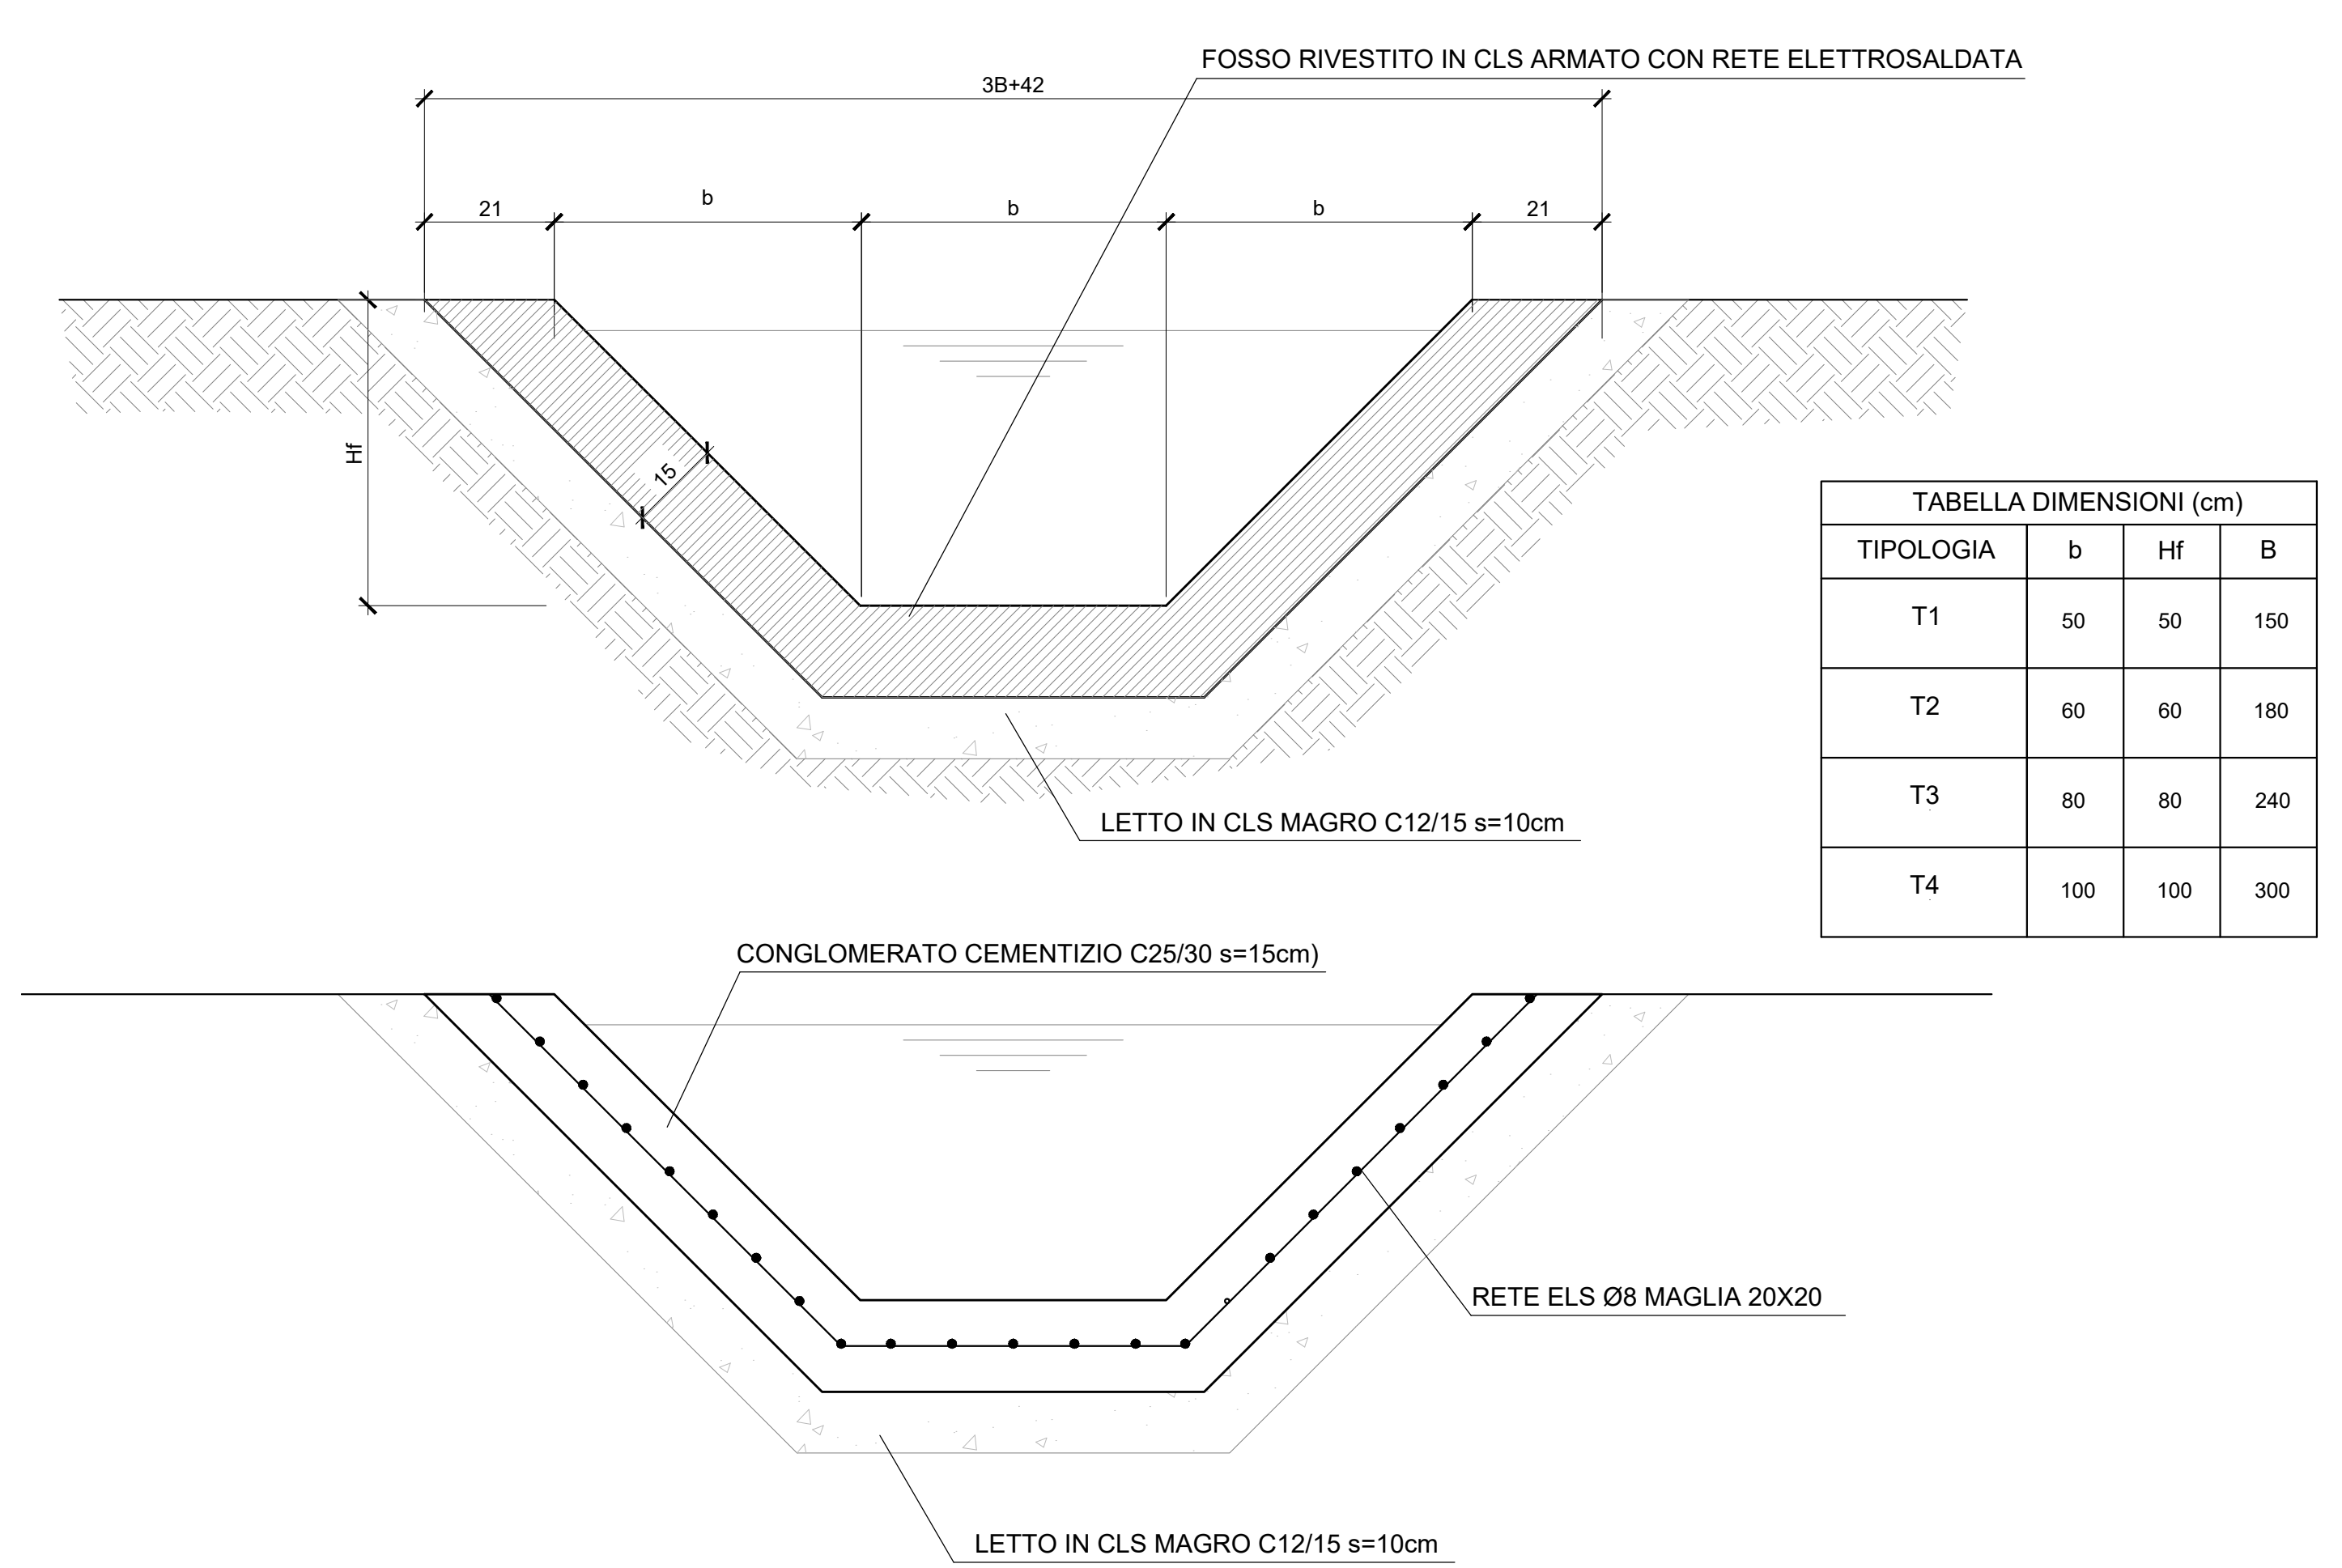 FOSSO RIVESTITO IN CLS ARMATO CON RETE ELETTROSALDATA
3B+42
21
b
b
b
21
Hf
15
LETTO IN CLS MAGRO C12/15 s=10cm
TABELLA DIMENSIONI (cm)
TIPOLOGIA b Hf B
T1 50 50 150
T2 60 60 180
T3 80 80 240
T4 100 100 300
CONGLOMERATO CEMENTIZIO C25/30 s=15cm)
RETE ELS Ø8 MAGLIA 20X20
LETTO IN CLS MAGRO C12/15 s=10cm